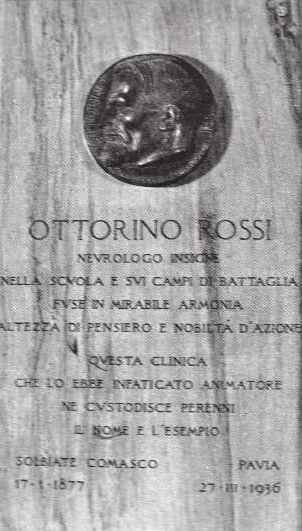 OTTORINO ROSSI
NEVROLOGO INSIGNE
NELLA SCVOLA E SVI CAMPI DI BATTAGLIA
FVSE IN MIRABILE ARMONIA
ALTEZZA DI PENSIERO E NOBILTÀ D'AZIONE
QVESTA CLINICA
CHE LO EBBE INFATICATO ANIMATORE
NE CVSTODISCE PERENNI
IL NOME E L'ESEMPIO
SOLBIATE COMASCO PAVIA
17·1·1877 27·III·1936